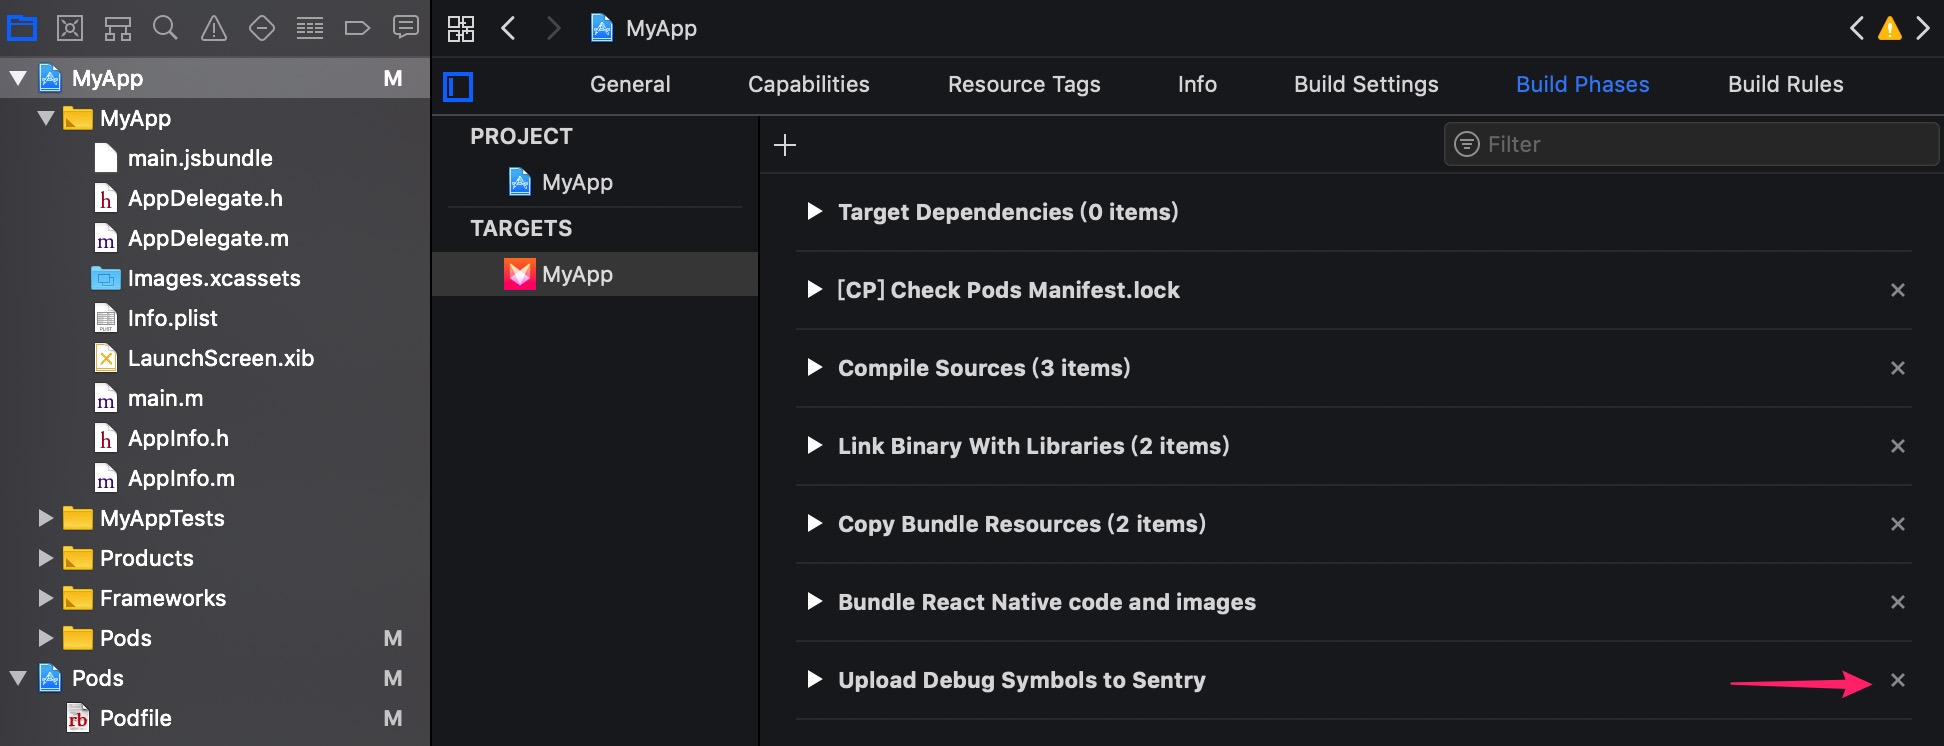 MyApp
MyApp M
General Capabilities Resource Tags Info Build Settings Build Phases Build Rules
MyApp
main.jsbundle
AppDelegate.h
AppDelegate.m
Images.xcassets
Info.plist
LaunchScreen.xib
main.m
AppInfo.h
AppInfo.m
MyAppTests
Products
Frameworks
Pods M
Pods M
Podfile M
PROJECT
MyApp
TARGETS
MyApp
Filter
Target Dependencies (0 items)
[CP] Check Pods Manifest.lock
Compile Sources (3 items)
Link Binary With Libraries (2 items)
Copy Bundle Resources (2 items)
Bundle React Native code and images
Upload Debug Symbols to Sentry